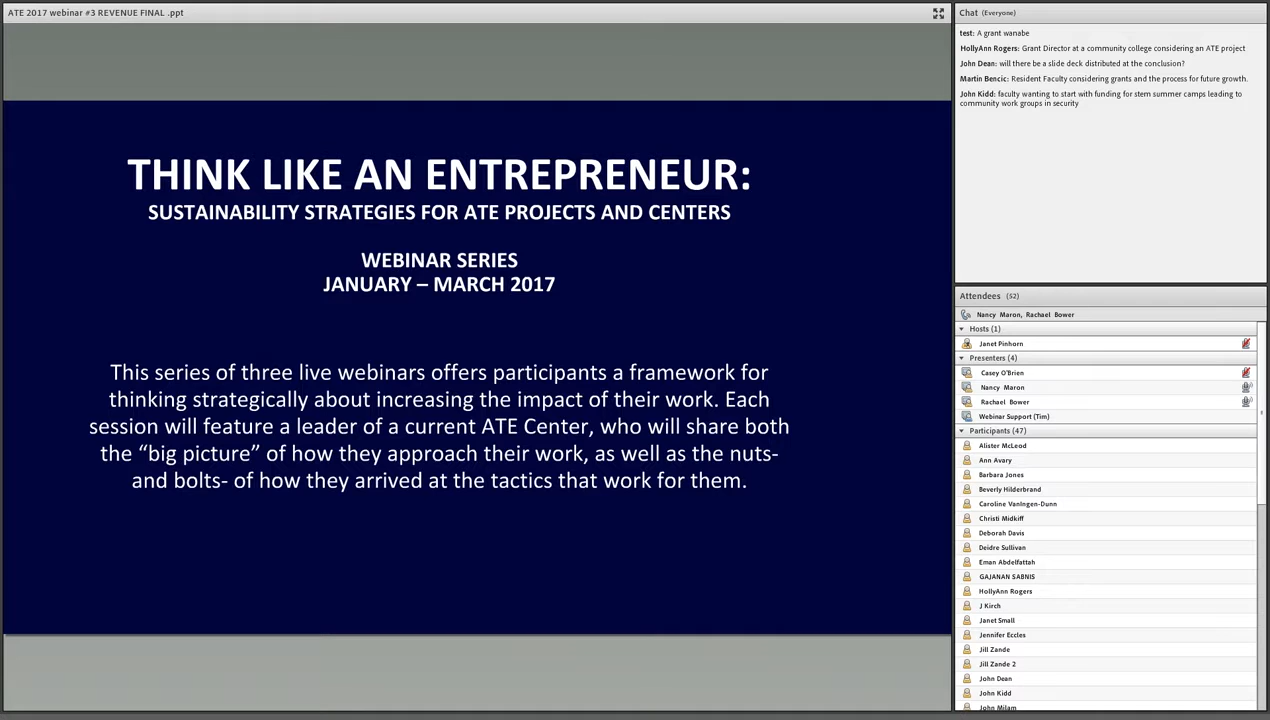 ATE 2017 webinar #3 REVENUE FINAL .ppt
THINK LIKE AN ENTREPRENEUR:
SUSTAINABILITY STRATEGIES FOR ATE PROJECTS AND CENTERS
WEBINAR SERIES
JANUARY – MARCH 2017
This series of three live webinars offers participants a framework for
thinking strategically about increasing the impact of their work. Each
session will feature a leader of a current ATE Center, who will share both
the “big picture” of how they approach their work, as well as the nuts-
and bolts- of how they arrived at the tactics that work for them.
Chat (Everyone)
test: A grant wanabe
HollyAnn Rogers: Grant Director at a community college considering an ATE project
John Dean: will there be a slide deck distributed at the conclusion?
Martin Bencic: Resident Faculty considering grants and the process for future growth.
John Kidd: faculty wanting to start with funding for stem summer camps leading to
community work groups in security
Attendees (52)
Nancy Maron, Rachael Bower
Hosts (1)
Janet Pinhorn
Presenters (4)
Casey O'Brien
Nancy Maron
Rachael Bower
Webinar Support (Tim)
Participants (47)
Alister McLeod
Ann Avary
Barbara Jones
Beverly Hilderbrand
Caroline VanIngen-Dunn
Christi Midkiff
Deborah Davis
Deidre Sullivan
Eman Abdelfattah
GAJANAN SABNIS
HollyAnn Rogers
J Kirch
Janet Small
Jennifer Eccles
Jill Zande
Jill Zande 2
John Dean
John Kidd
John Milam